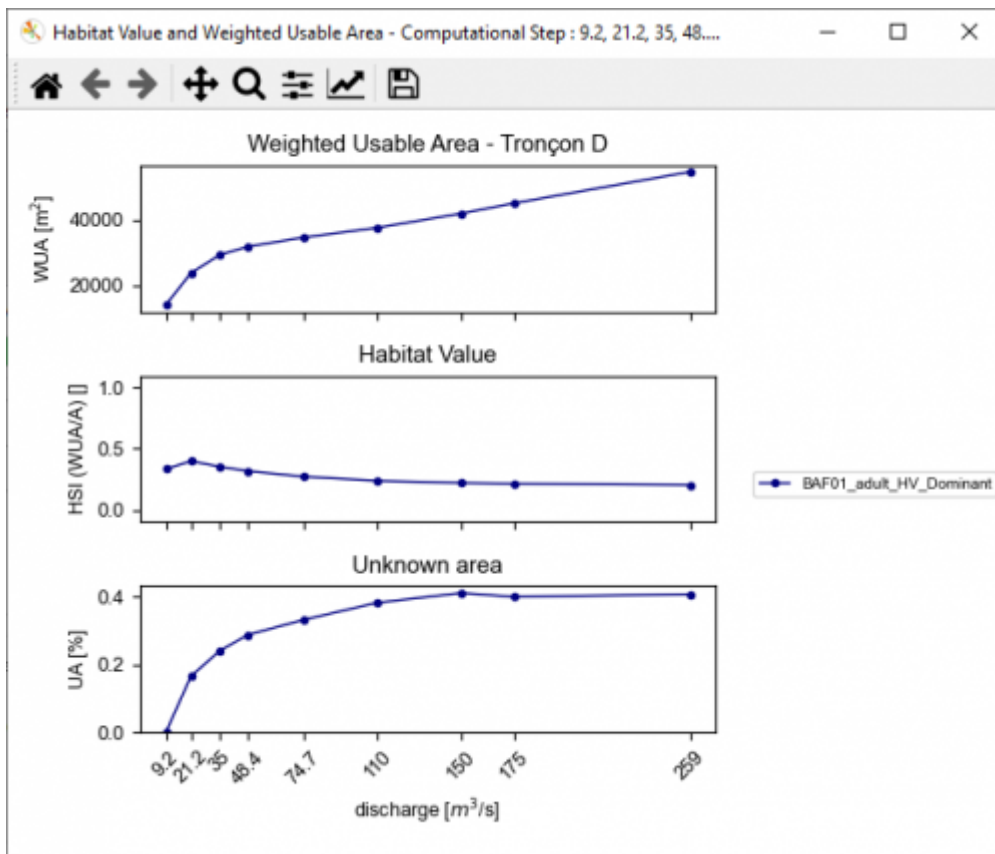 Habitat Value and Weighted Usable Area - Computational Step : 9.2, 21.2, 35, 48....
Weighted Usable Area - Tronçon D
WUA [m²]
40000
20000
Habitat Value
HSI (WUA/A) []
1.0
0.5
0.0
BAF01_adult_HV_Dominant
Unknown area
UA [%]
0.4
0.2
0.0
9.2 21.2 35 48.4 74.7 110 150 175 259
discharge [m³/s]